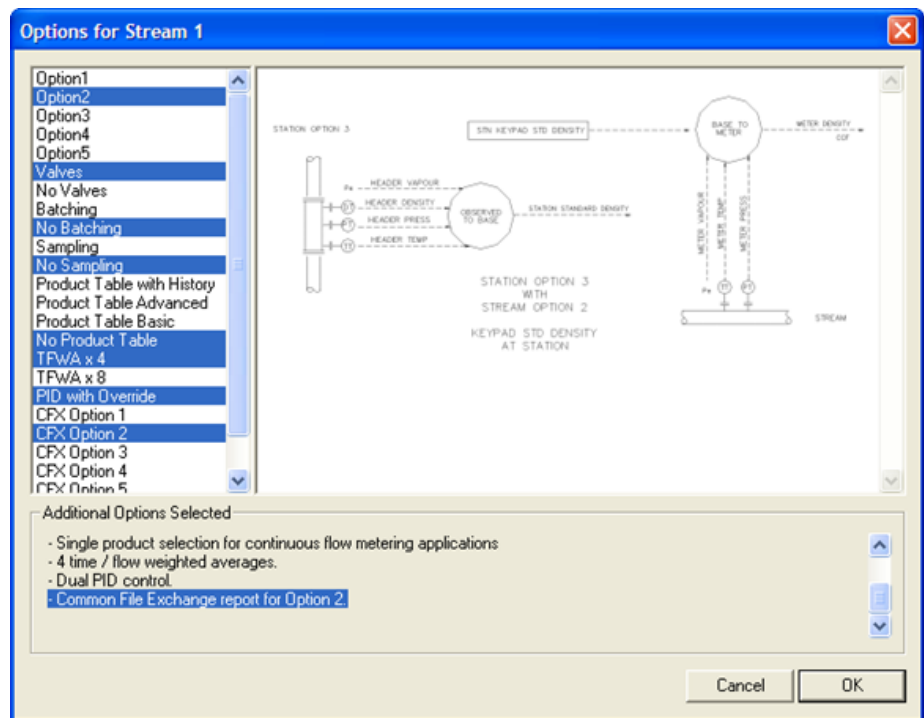 Options for Stream 1
Option1
Option2
Option3
Option4
Option5
Valves
No Valves
Batching
No Batching
Sampling
No Sampling
Product Table with History
Product Table Advanced
Product Table Basic
No Product Table
TFWA x 4
TFWA x 8
PID with Override
CFX Option 1
CFX Option 2
CFX Option 3
CFX Option 4
CFX Option 5
STATION OPTION 3
STN KEYPAD STD DENSITY
BASE TO
METER
METER DENSITY
CCF
Pe
HEADER VAPOUR
HEADER DENSITY
DT
HEADER PRESS
PT
HEADER TEMP
TT
OBSERVED
TO BASE
STATION STANDARD DENSITY
METER VAPOUR
METER TEMP
METER PRESS
Pe
TT
PT
STREAM
STATION OPTION 3
WITH
STREAM OPTION 2
KEYPAD STD DENSITY
AT STATION
Additional Options Selected
- Single product selection for continuous flow metering applications
- 4 time / flow weighted averages.
- Dual PID control.
- Common File Exchange report for Option 2.
Cancel
OK